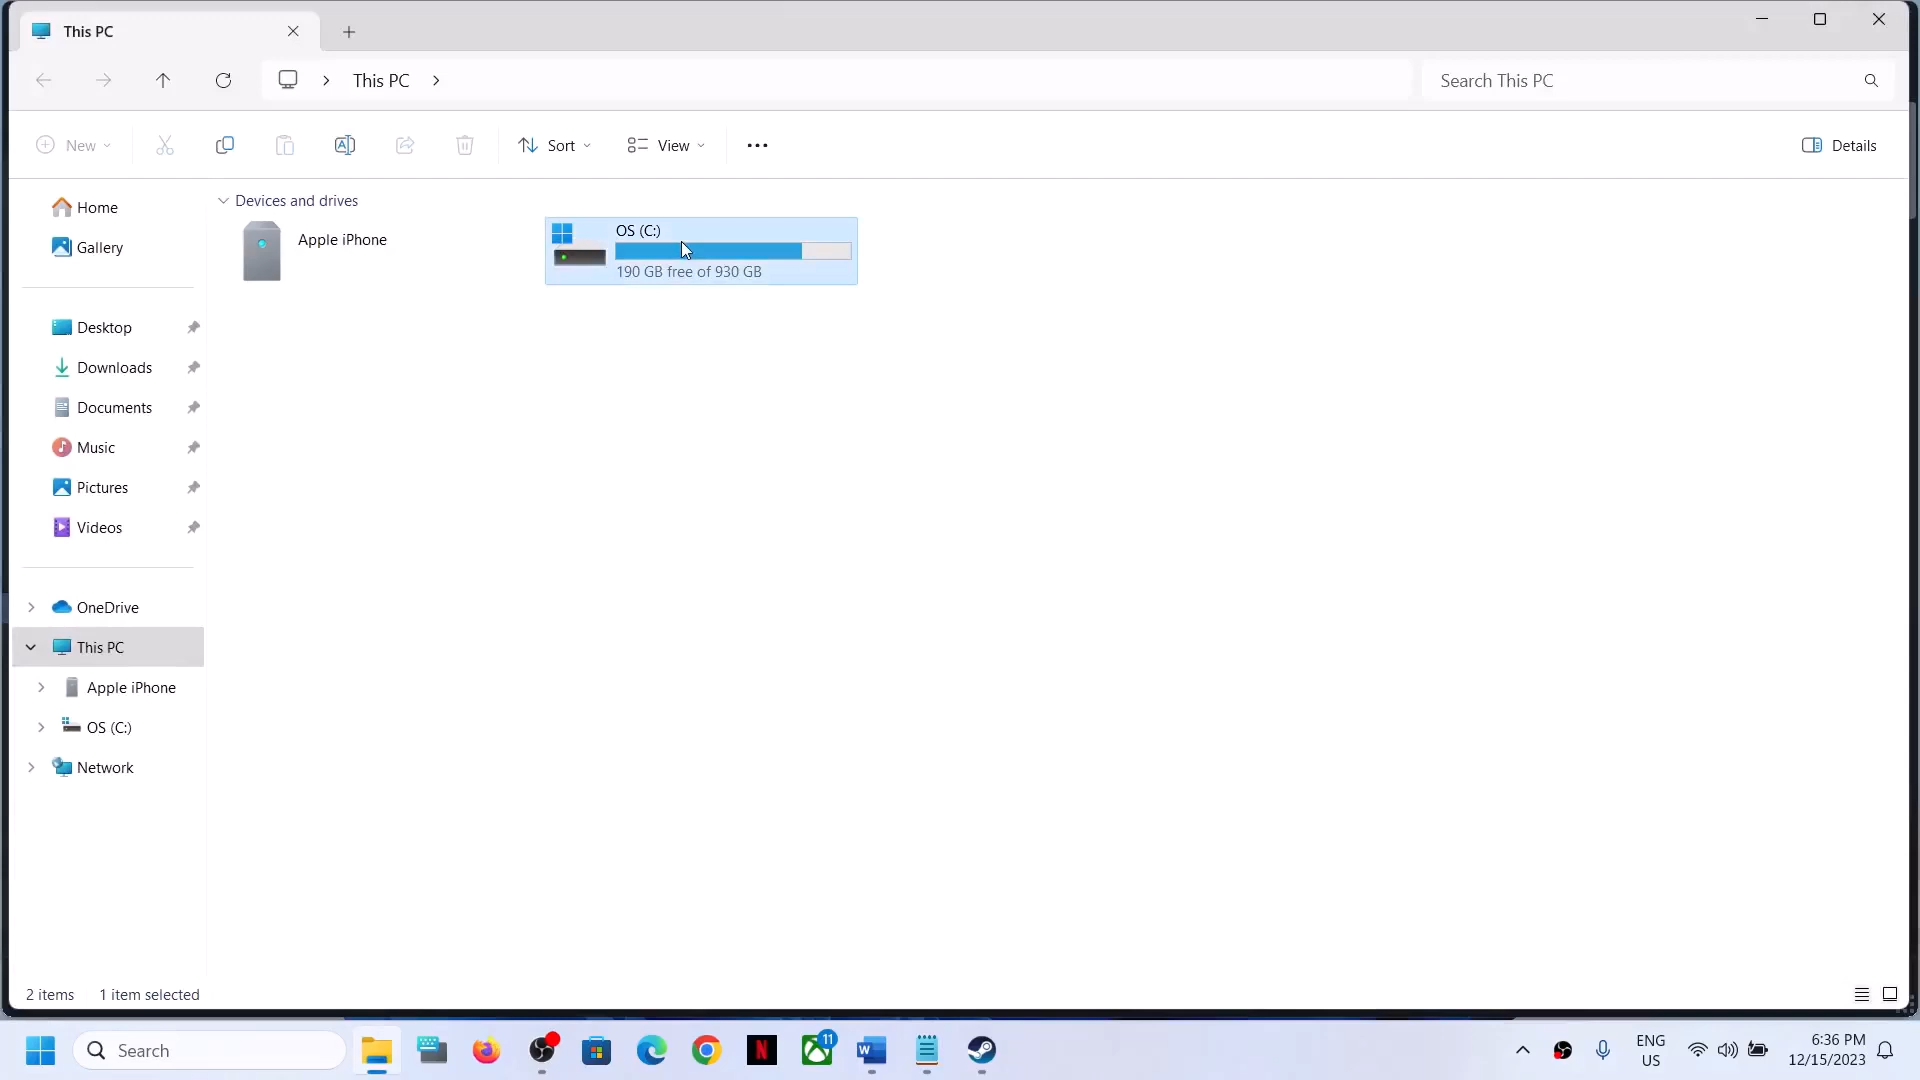 This PC
This PC
Search This PC
New
Sort
View
Details
Home
Gallery
Desktop
Downloads
Documents
Music
Pictures
Videos
OneDrive
This PC
Apple iPhone
OS (C:)
Network
Devices and drives
Apple iPhone
OS (C:)
190 GB free of 930 GB
2 items
1 item selected
Search
11
ENG
US
6:36 PM
12/15/2023